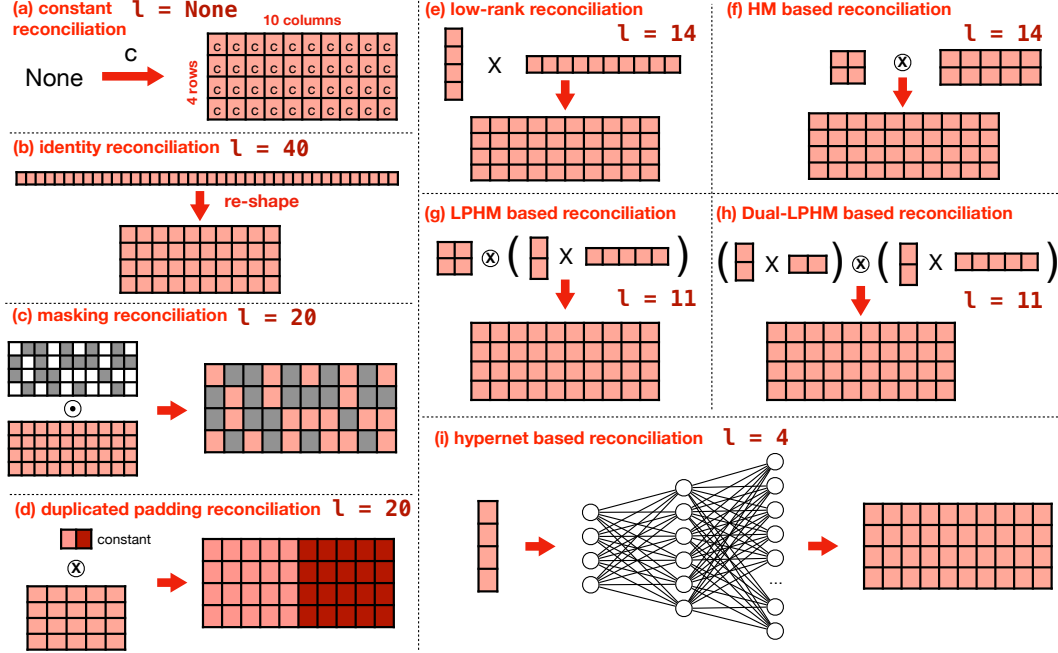 (a) constant reconciliation l = None
None
c
10 columns
4 rows
c c c c c c c c c c
c c c c c c c c c c
c c c c c c c c c c
c c c c c c c c c c
(b) identity reconciliation l = 40
re-shape
(c) masking reconciliation l = 20
(d) duplicated padding reconciliation l = 20
constant
X
(e) low-rank reconciliation
l = 14
X
(f) HM based reconciliation
l = 14
X
(g) LPHM based reconciliation
X ( X )
l = 11
(h) Dual-LPHM based reconciliation
( X ) X ( X )
l = 11
(i) hypernet based reconciliation l = 4
...